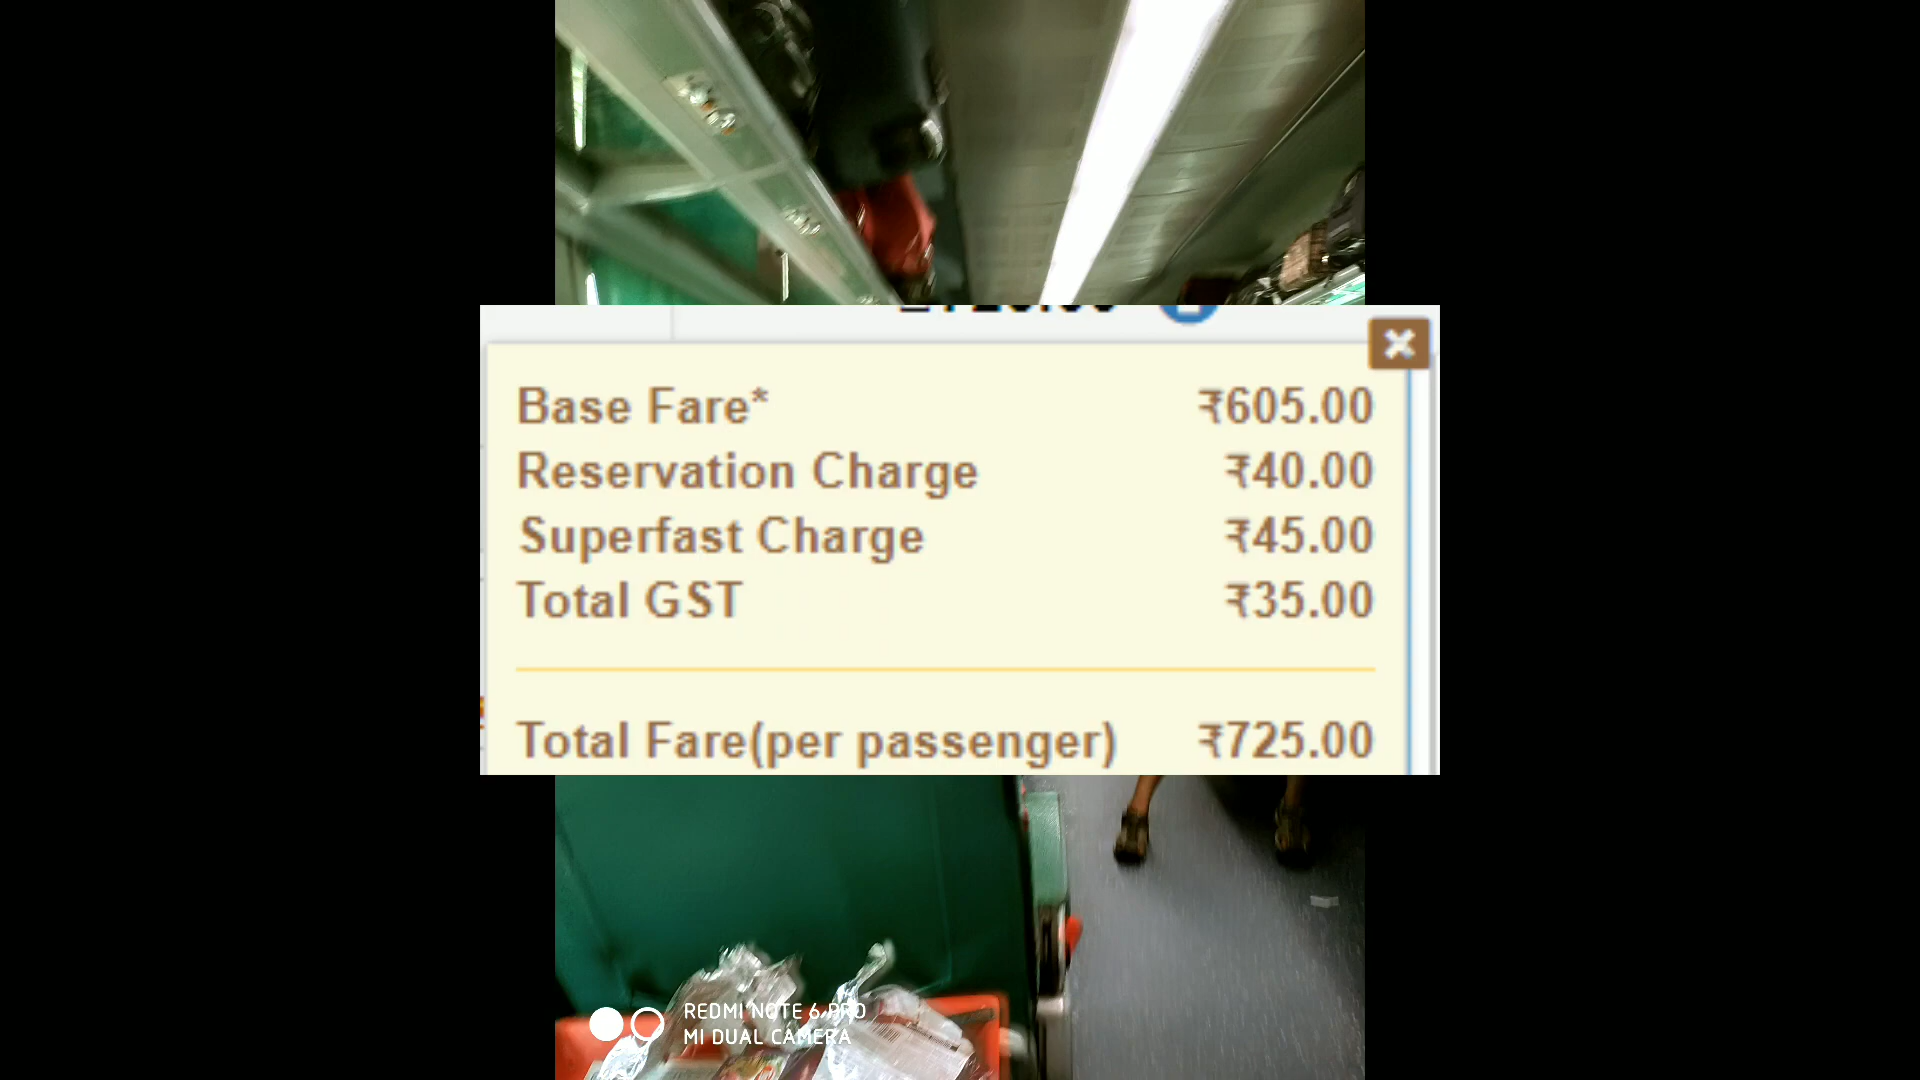 Base Fare* ₹605.00
Reservation Charge ₹40.00
Superfast Charge ₹45.00
Total GST ₹35.00
Total Fare(per passenger) ₹725.00
REDMI NOTE 6 PRO
MI DUAL CAMERA